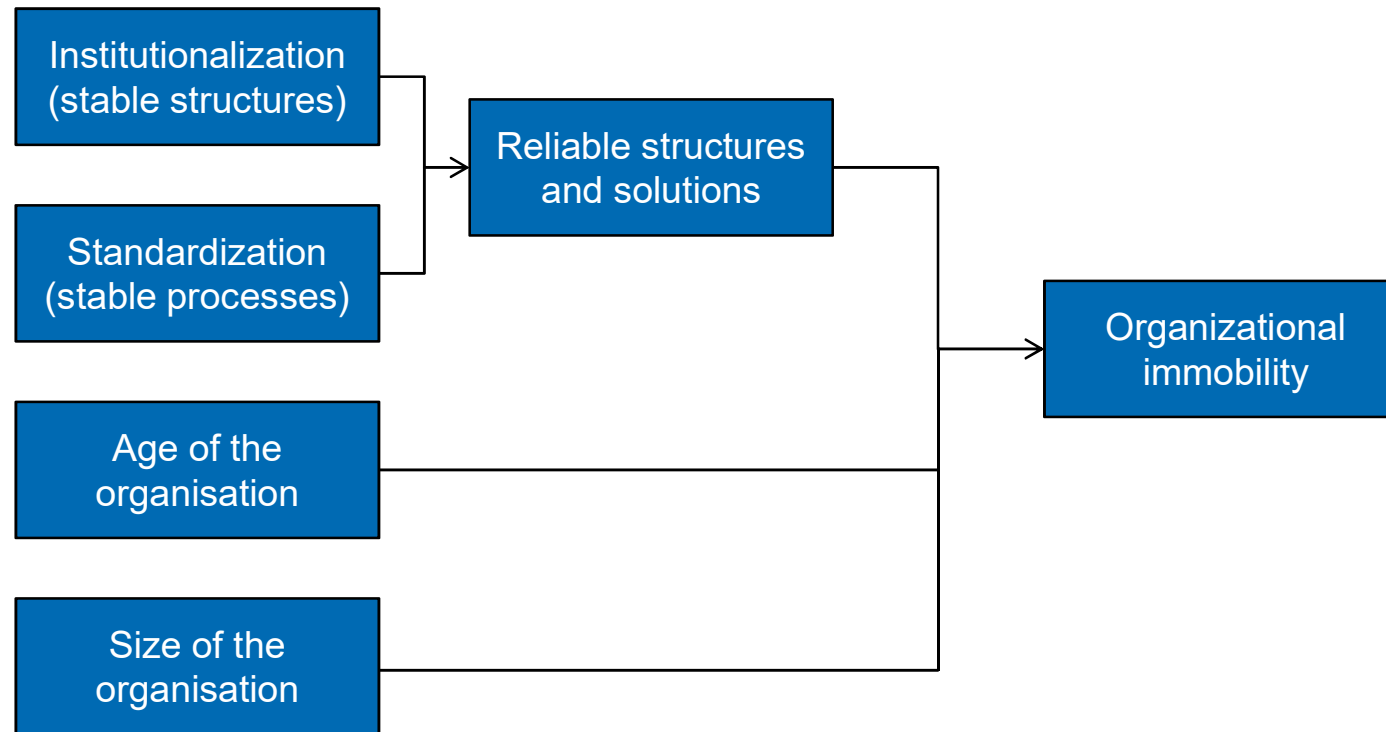 Institutionalization
(stable structures)
Standardization
(stable processes)
Reliable structures
and solutions
Age of the
organisation
Size of the
organisation
Organizational
immobility